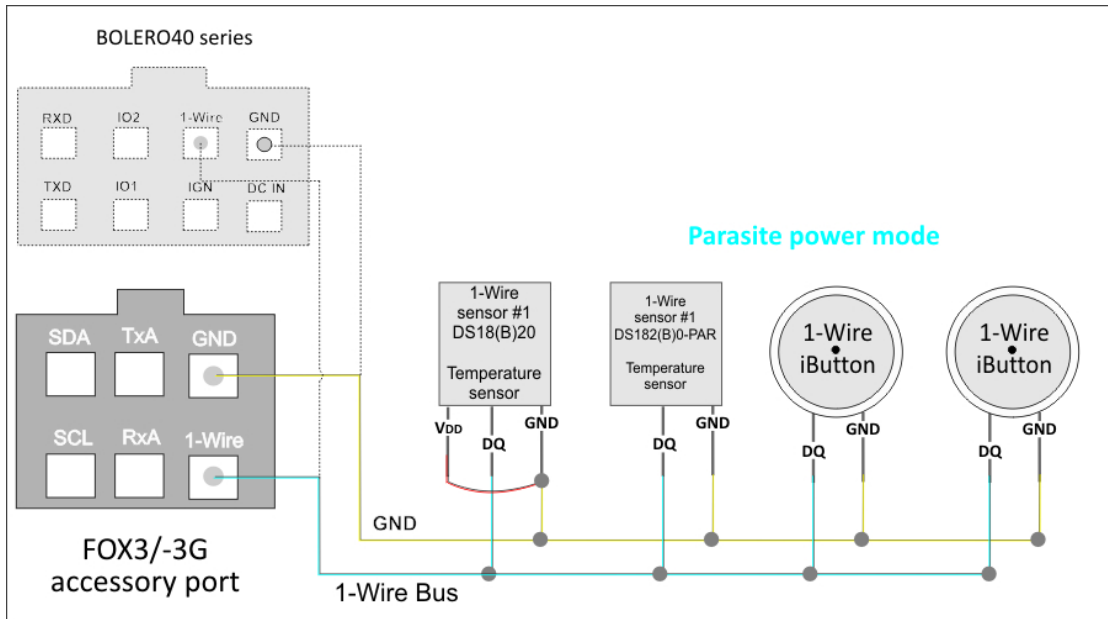 BOLERO40 series
RXD IO2 1-Wire GND
TXD IO1 IGN DC IN
Parasite power mode
SDA TxA GND
SCL RxA 1-Wire
FOX3/-3G
accessory port
1-Wire
sensor #1
DS18(B)20
Temperature
sensor
VDD DQ GND
1-Wire
sensor #1
DS182(B)0-PAR
Temperature
sensor
DQ GND
1-Wire
iButton
DQ GND
1-Wire
iButton
DQ GND
GND
1-Wire Bus